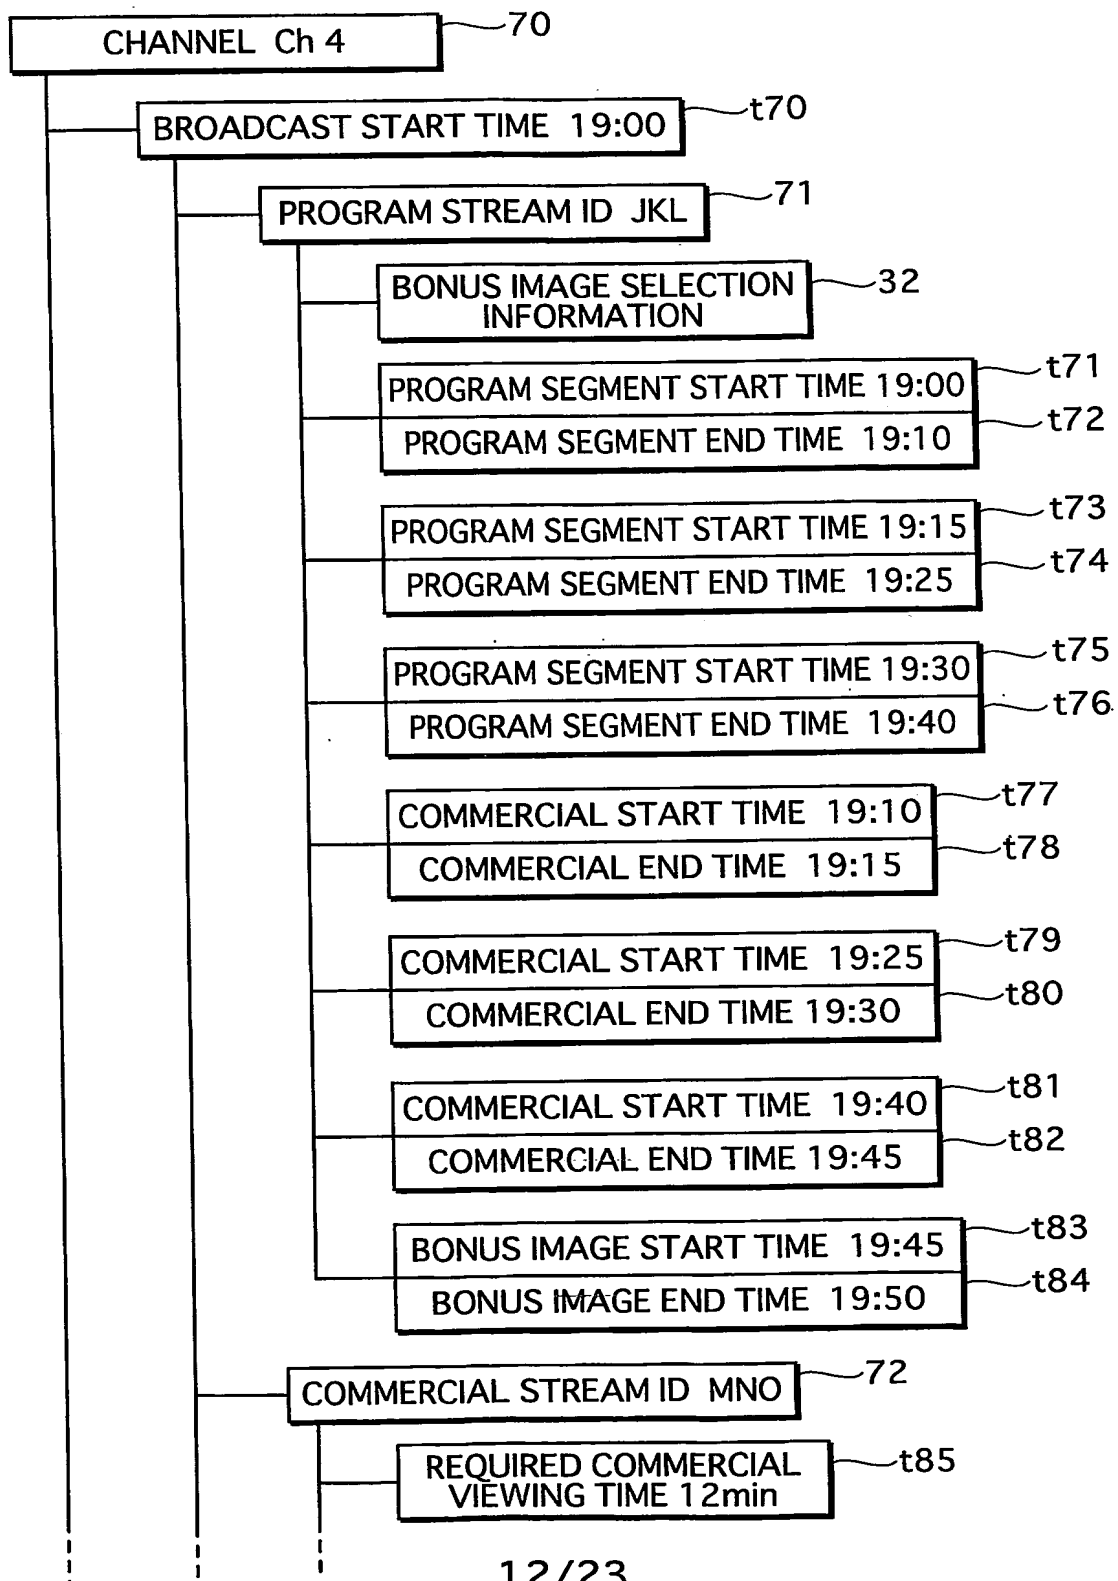 CHANNEL Ch 4
70
BROADCAST START TIME 19:00
t70
PROGRAM STREAM ID JKL
71
BONUS IMAGE SELECTION
INFORMATION
32
PROGRAM SEGMENT START TIME 19:00
t71
PROGRAM SEGMENT END TIME 19:10
t72
PROGRAM SEGMENT START TIME 19:15
t73
PROGRAM SEGMENT END TIME 19:25
t74
PROGRAM SEGMENT START TIME 19:30
t75
PROGRAM SEGMENT END TIME 19:40
t76
COMMERCIAL START TIME 19:10
t77
COMMERCIAL END TIME 19:15
t78
COMMERCIAL START TIME 19:25
t79
COMMERCIAL END TIME 19:30
t80
COMMERCIAL START TIME 19:40
t81
COMMERCIAL END TIME 19:45
t82
BONUS IMAGE START TIME 19:45
t83
BONUS IMAGE END TIME 19:50
t84
COMMERCIAL STREAM ID MNO
72
REQUIRED COMMERCIAL
VIEWING TIME 12min
t85
12/23